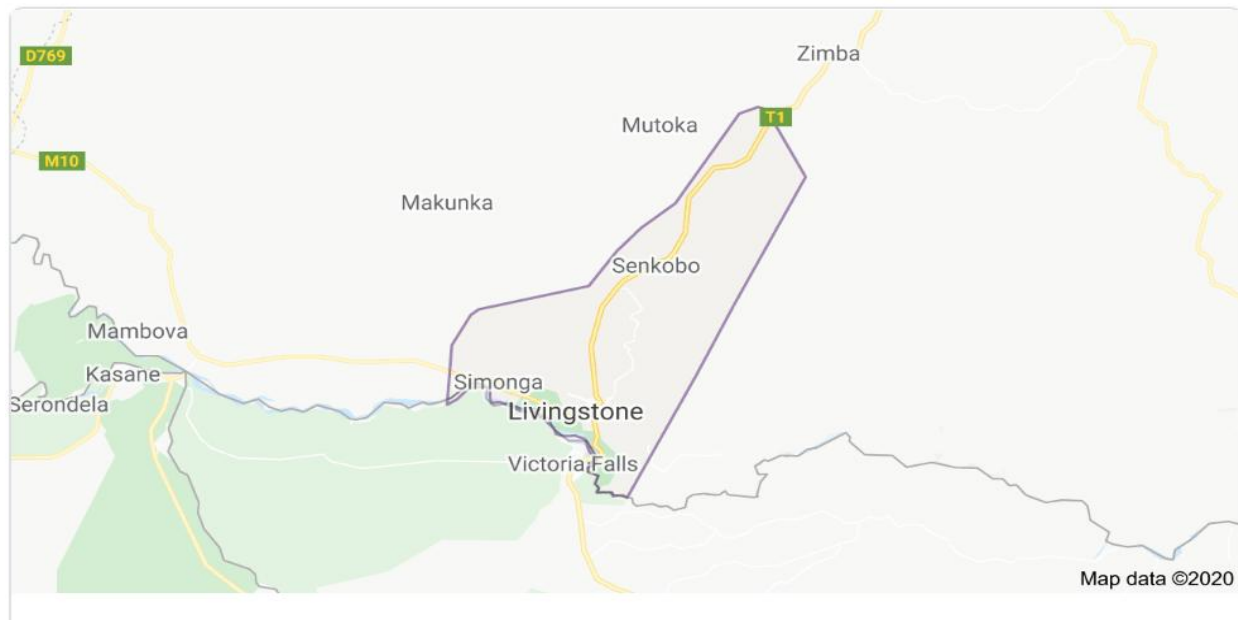 Zimba
D769
T1
Mutoka
M10
Makunka
Senkobo
Mambova
Kasane
Simonga
Serondela
Livingstone
Victoria Falls
Map data ©2020